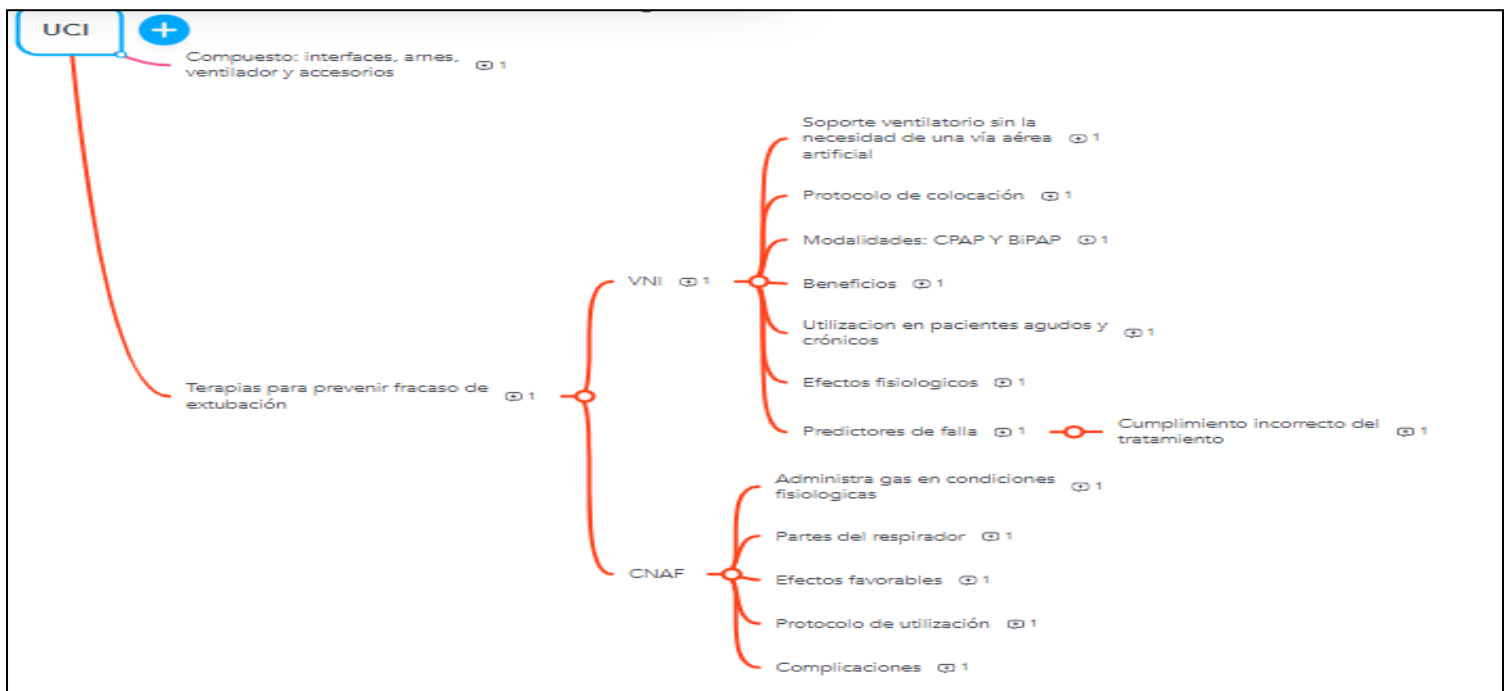 UCI
Compuesto: interfaces, arnes,
ventilador y accesorios 1
Soporte ventilatorio sin la
necesidad de una vía aérea 1
artificial
Protocolo de colocación 1
Modalidades: CPAP Y BiPAP 1
VNI 1
Beneficios 1
Utilizacion en pacientes agudos y
crónicos 1
Efectos fisiologicos 1
Terapias para prevenir fracaso de
extubación 1
Predictores de falla 1
Cumplimiento incorrecto del
tratamiento 1
Administra gas en condiciones
fisiologicas 1
Partes del respirador 1
CNAF
Efectos favorables 1
Protocolo de utilización 1
Complicaciones 1